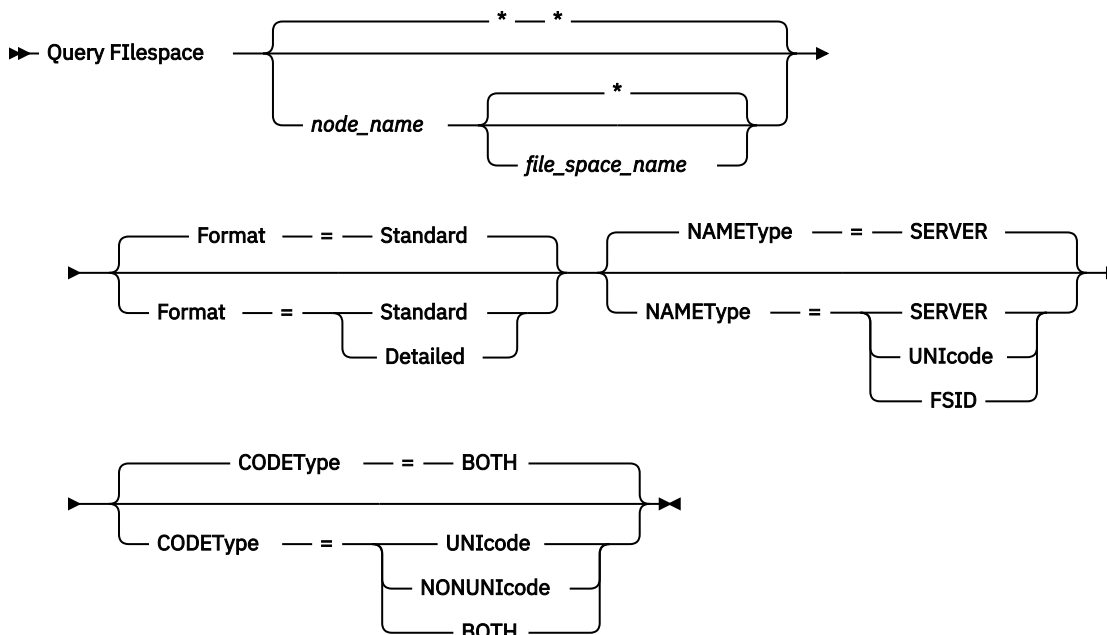 * *
Query FIlespace
*
node_name
file_space_name
Format = Standard
NAMEType = SERVER
Format = Standard
NAMEType = SERVER
Detailed
UNIcode
FSID
CODEType = BOTH
CODEType = UNIcode
NONUNIcode
BOTH